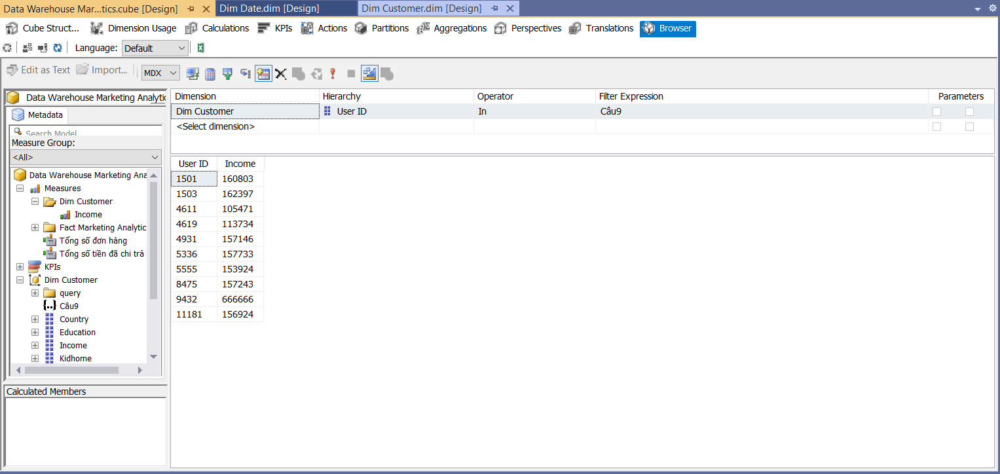 Data Warehouse Mar...tics.cube [Design] Dim Date.dim [Design] Dim Customer.dim [Design]
Cube Struct... Dimension Usage Calculations KPIs Actions Partitions Aggregations Perspectives Translations Browser
Language: Default
Edit as Text Import... MDX
Data Warehouse Marketing Analytic
Metadata
Search Model
Measure Group:
<All>
Data Warehouse Marketing Ana
Measures
Dim Customer
Income
Fact Marketing Analytic
Tổng số đơn hàng
Tổng số tiền đã chi trả
KPIs
Dim Customer
query
Câu9
Country
Education
Income
Kidhome
Calculated Members
Dimension Hierarchy Operator Filter Expression Parameters
Dim Customer User ID In Câu9
<Select dimension>
User ID Income
1501 160803
1503 162397
4611 105471
4619 113734
4931 157146
5336 157733
5555 153924
8475 157243
9432 666666
11181 156924